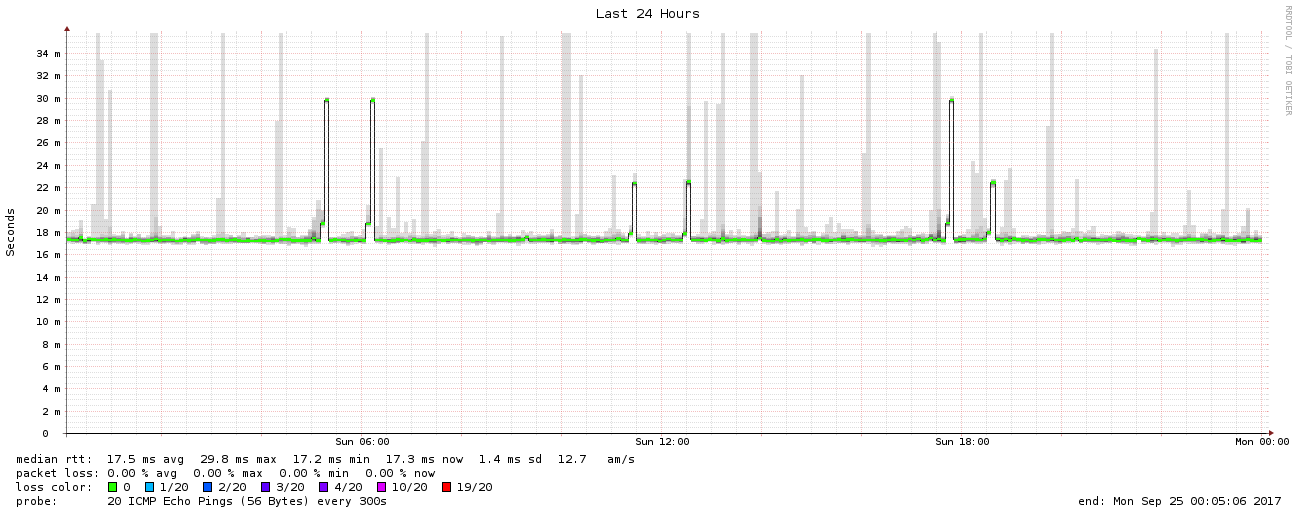 Last 24 Hours
RRDTOOL / TOBI OETIKER
Seconds
34 m
32 m
30 m
28 m
26 m
24 m
22 m
20 m
18 m
16 m
14 m
12 m
10 m
8 m
6 m
4 m
2 m
0
Sun 06:00 Sun 12:00 Sun 18:00 Mon 00:00
median rtt: 17.5 ms avg 29.8 ms max 17.2 ms min 17.3 ms now 1.4 ms sd 12.7 am/s
packet loss: 0.00 % avg 0.00 % max 0.00 % min 0.00 % now
loss color: 0 1/20 2/20 3/20 4/20 10/20 19/20
probe: 20 ICMP Echo Pings (56 Bytes) every 300s end: Mon Sep 25 00:05:06 2017